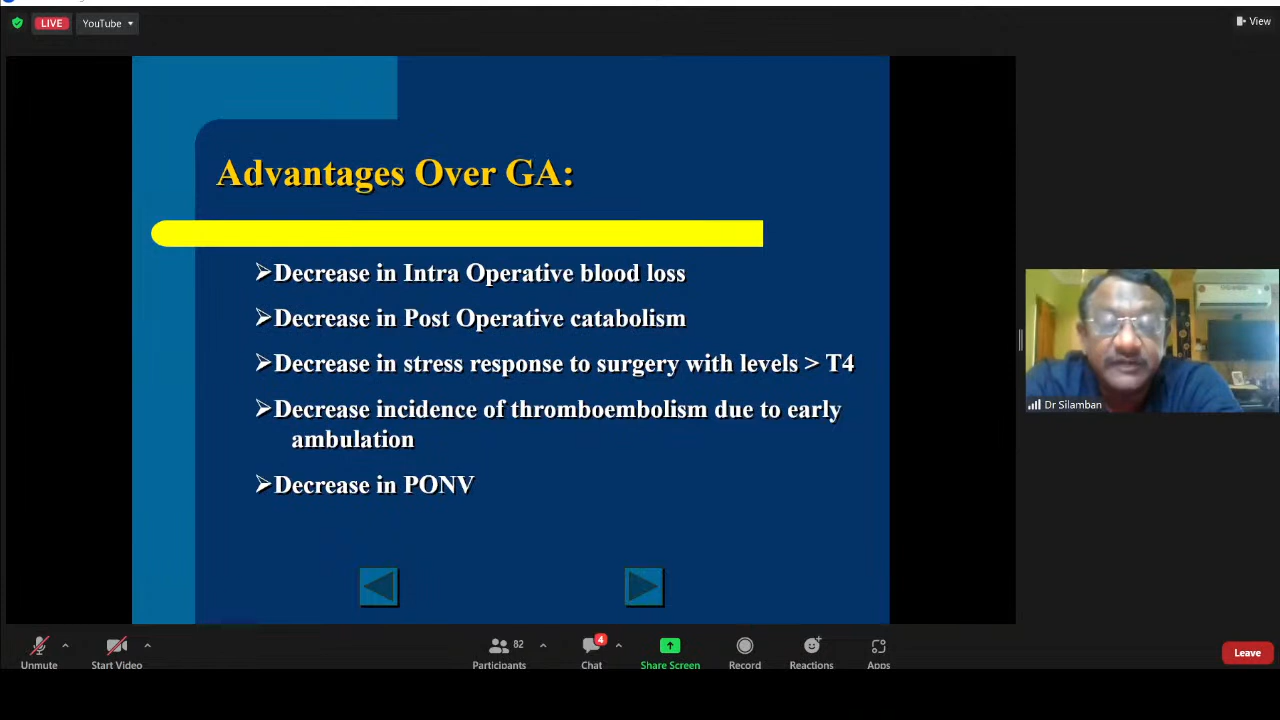 LIVE
YouTube
View
Advantages Over GA:
➢Decrease in Intra Operative blood loss
➢Decrease in Post Operative catabolism
➢Decrease in stress response to surgery with levels > T4
➢Decrease incidence of thromboembolism due to early
ambulation
➢Decrease in PONV
Dr Silamban
82
4
Unmute
Start Video
Participants
Chat
Share Screen
Record
Reactions
Apps
Leave